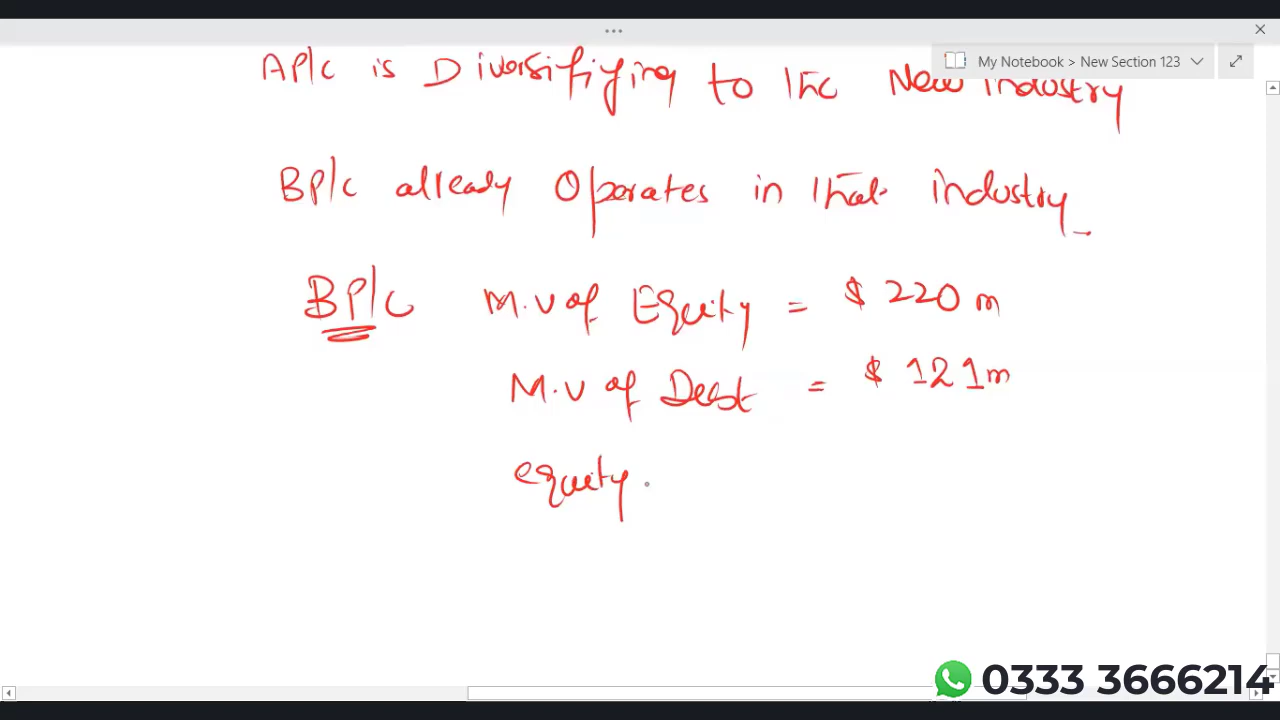 My Notebook > New Section 123
APlc is Diversifiying to the New industry
BPlc already Operates in that industry
BPlc M.V of Equity = $ 220 m
M.V of Debt = $ 121m
equity
0333 3666214